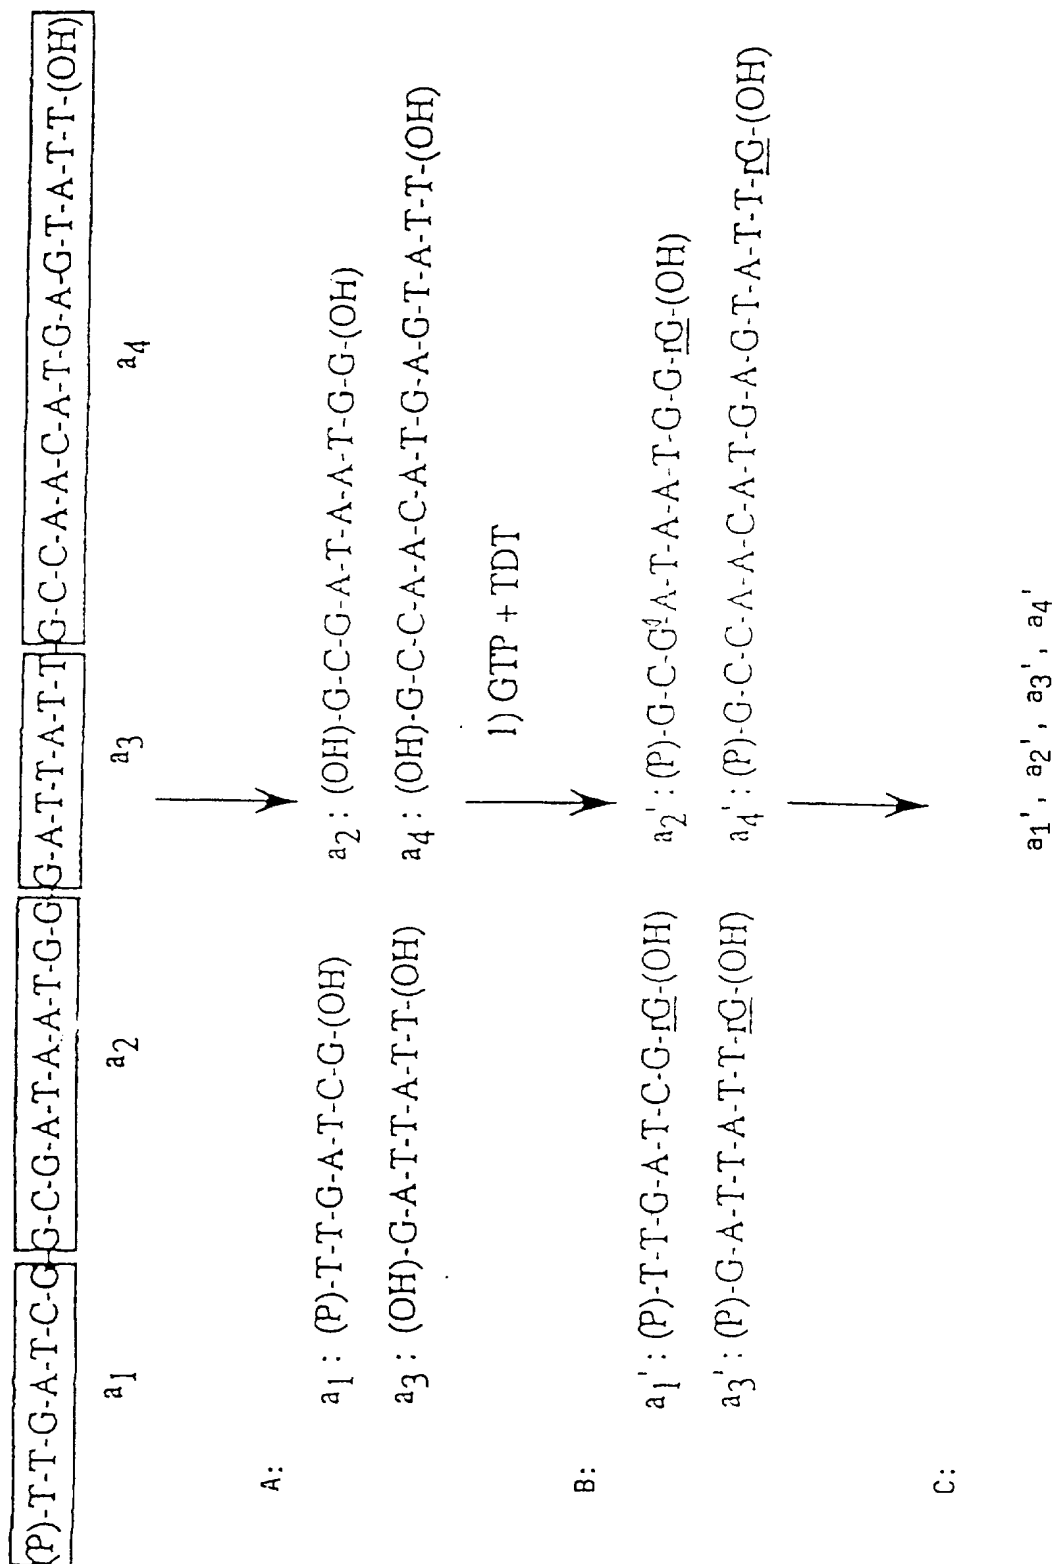 (P)-T-T-G-A-T-C-G-G-C-G-A-T-A-A-T-G-G-G-A-T-T-A-T-T-G-C-C-A-A-C-A-T-G-A-G-T-A-T-T-(OH)
a1 a2 a3 a4
A:
a1 : (P)-T-T-G-A-T-C-G-(OH) a2 : (OH)-G-C-G-A-T-A-A-T-G-G-(OH)
a3 : (OH)-G-A-T-T-A-T-T-(OH) a4 : (OH)-G-C-C-A-A-C-A-T-G-A-G-T-A-T-T-(OH)
1) GTP + TDT
B:
a1' : (P)-T-T-G-A-T-C-G-rG-(OH) a2' : (P)-G-C-G-A-T-A-A-T-G-G-rG-(OH)
a3' : (P)-G-A-T-T-A-T-T-rG-(OH) a4' : (P)-G-C-C-A-A-C-A-T-G-A-G-T-A-T-T-rG-(OH)
C:
a1', a2', a3', a4'